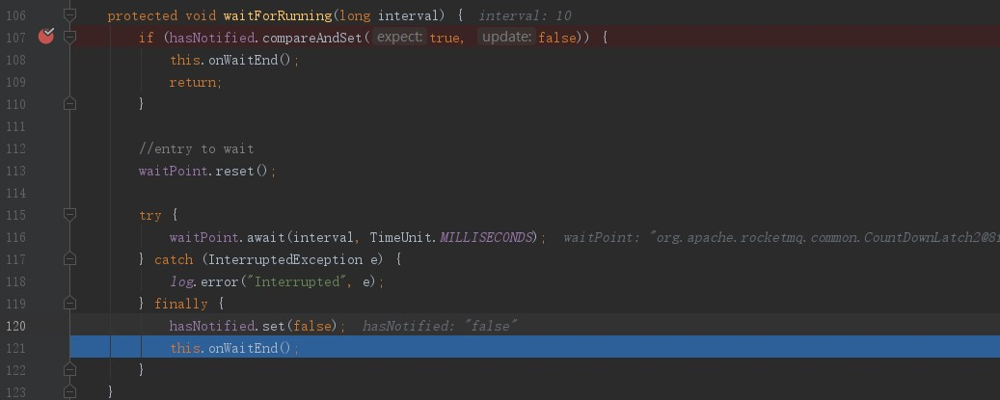 106 protected void waitForRunning(long interval) { interval: 10
107 if (hasNotified.compareAndSet( expect: true, update: false)) {
108 this.onWaitEnd();
109 return;
110 }
111
112 //entry to wait
113 waitPoint.reset();
114
115 try {
116 waitPoint.await(interval, TimeUnit.MILLISECONDS); waitPoint: "org.apache.rocketmq.common.CountDownLatch2@8
117 } catch (InterruptedException e) {
118 log.error("Interrupted", e);
119 } finally {
120 hasNotified.set(false); hasNotified: "false"
121 this.onWaitEnd();
122 }
123 }